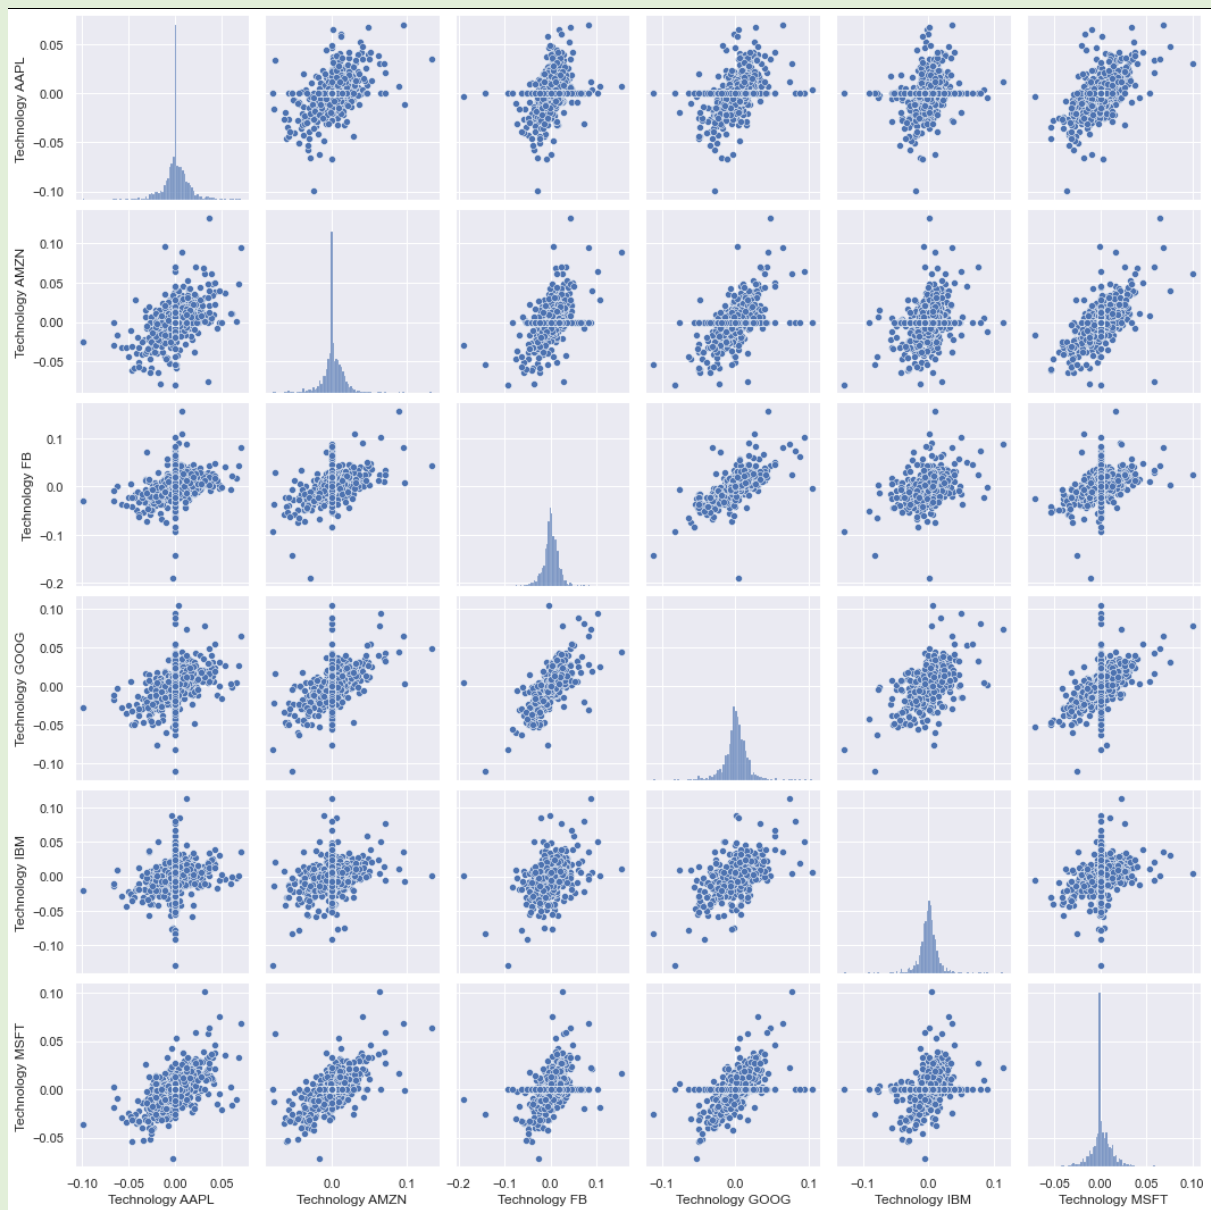 Technology AAPL
0.05
0.00
−0.05
−0.10
Technology AMZN
0.10
0.05
0.00
−0.05
Technology FB
0.1
0.0
−0.1
−0.2
Technology GOOG
0.10
0.05
0.00
−0.05
−0.10
Technology IBM
0.10
0.05
0.00
−0.05
−0.10
Technology MSFT
0.10
0.05
0.00
−0.05
−0.10 −0.05 0.00 0.05
Technology AAPL
0.0 0.1
Technology AMZN
−0.2 −0.1 0.0 0.1
Technology FB
−0.1 0.0 0.1
Technology GOOG
−0.1 0.0 0.1
Technology IBM
−0.05 0.00 0.05 0.10
Technology MSFT